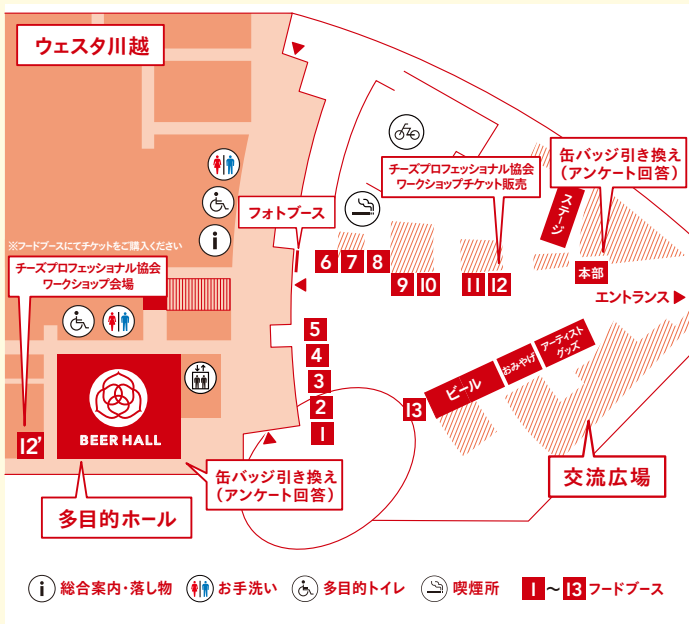 ウェスタ川越
缶バッジ引き換え
（アンケート回答）
チーズプロフェッショナル協会
ワークショップチケット販売
ステージ
フォトブース
※フードブースにてチケットをご購入ください
チーズプロフェッショナル協会
ワークショップ会場
6 7 8
9 10
11 12
本部
エントランス
5
4
3
2
1
ビール
おみやげ
アーティスト
グッズ
13
12'
BEER HALL
缶バッジ引き換え
（アンケート回答）
多目的ホール
交流広場
総合案内・落し物
お手洗い
多目的トイレ
喫煙所
1～13 フードブース